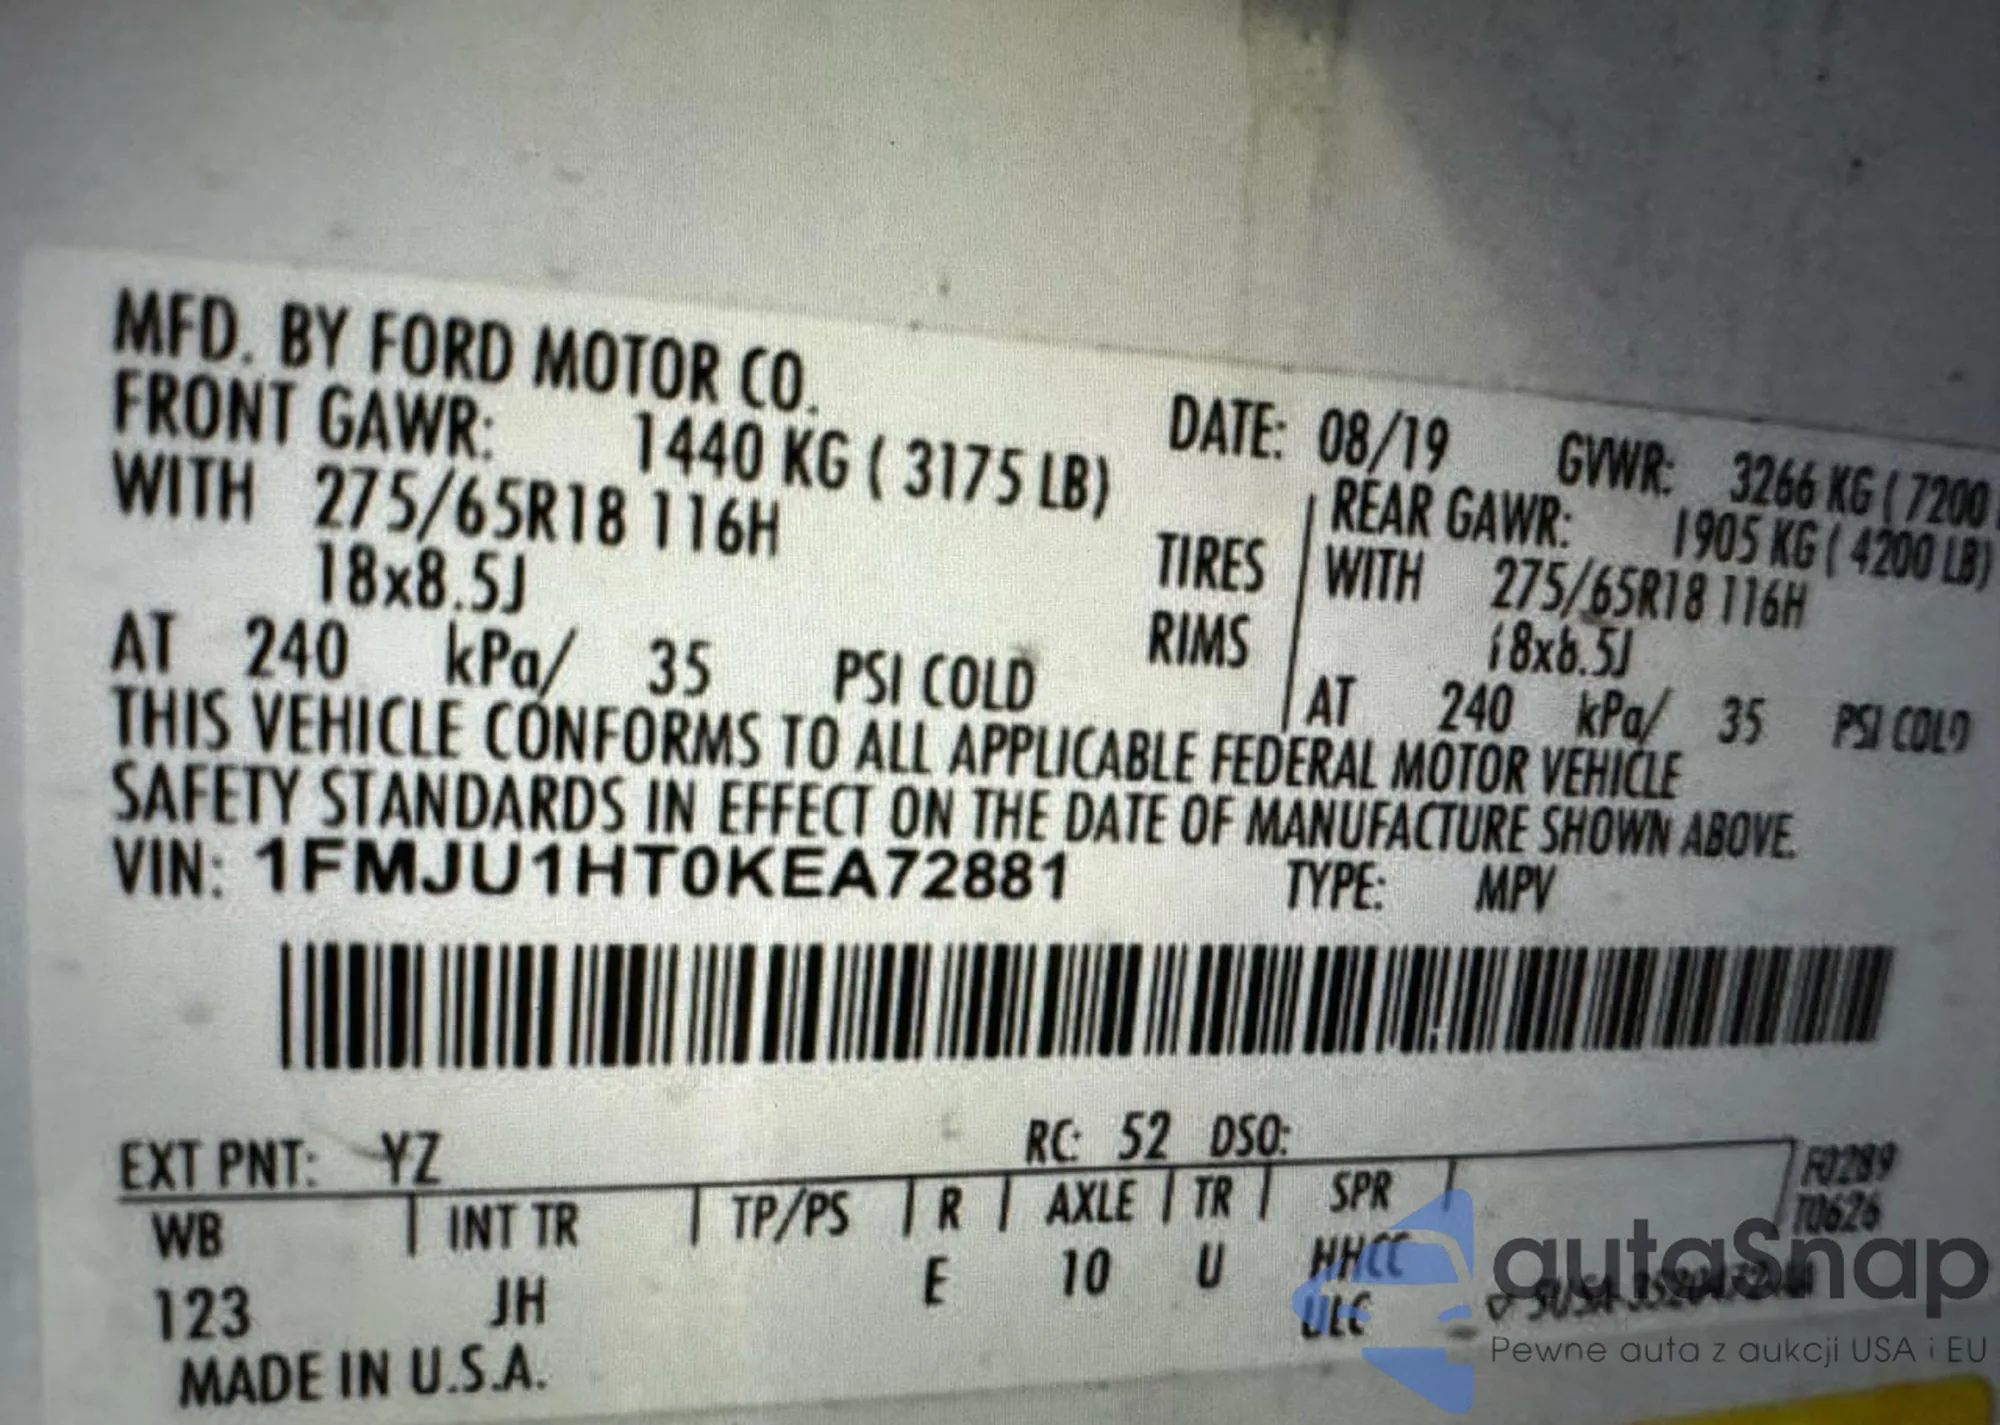 MFD. BY FORD MOTOR CO.
DATE: 08/19 GVWR: 3266 KG ( 7200
FRONT GAWR: 1440 KG ( 3175 LB)
REAR GAWR: 1905 KG ( 4200 LB)
WITH 275/65R18 116H TIRES WITH 275/65R18 116H
18x8.5J RIMS 18x8.5J
AT 240 kPa/ 35 PSI COLD AT 240 kPa/ 35 PSI COLD
THIS VEHICLE CONFORMS TO ALL APPLICABLE FEDERAL MOTOR VEHICLE
SAFETY STANDARDS IN EFFECT ON THE DATE OF MANUFACTURE SHOWN ABOVE.
VIN: 1FMJU1HT0KEA72881 TYPE: MPV
EXT PNT: YZ RC: 52 DSO:
F0289
T0626
WB INT TR TP/PS R AXLE TR SPR
123 JH E 10 U HHCC
ULC
MADE IN U.S.A.
autaSnap
Pewne auta z aukcji USA i EU